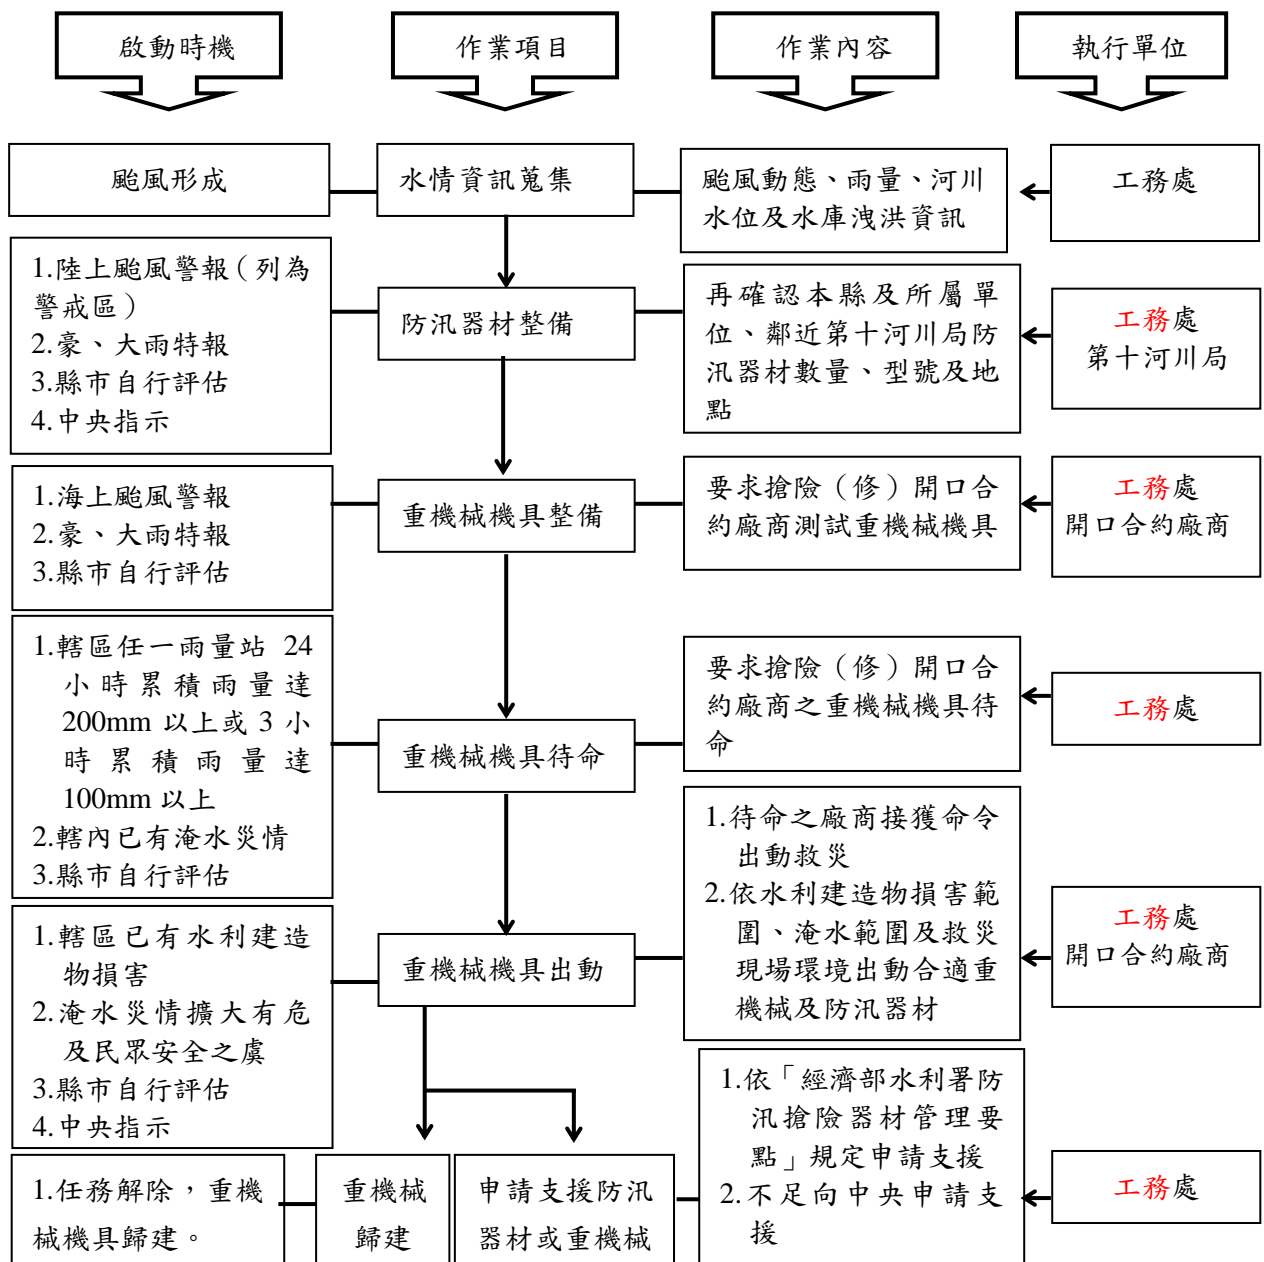 啟動時機
作業項目
作業內容
執行單位
颱風形成
水情資訊蒐集
颱風動態、雨量、河川
水位及水庫洩洪資訊
工務處
1.陸上颱風警報（列為
警戒區）
2.豪、大雨特報
3.縣市自行評估
4.中央指示
防汛器材整備
再確認本縣及所屬單
位、鄰近第十河川局防
汛器材數量、型號及地
點
工務處
第十河川局
1.海上颱風警報
2.豪、大雨特報
3.縣市自行評估
重機械機具整備
要求搶險（修）開口合
約廠商測試重機械機具
工務處
開口合約廠商
1.轄區任一雨量站 24
小時累積雨量達
200mm 以上或 3 小
時累積雨量達
100mm 以上
2.轄內已有淹水災情
3.縣市自行評估
重機械機具待命
要求搶險（修）開口合
約廠商之重機械機具待
命
工務處
1.轄區已有水利建造
物損害
2.淹水災情擴大有危
及民眾安全之虞
3.縣市自行評估
4.中央指示
重機械機具出動
1.待命之廠商接獲命令
出動救災
2.依水利建造物損害範
圍、淹水範圍及救災
現場環境出動合適重
機械及防汛器材
工務處
開口合約廠商
1.任務解除，重機
械機具歸建。
重機械
歸建
申請支援防汛
器材或重機械
1.依「經濟部水利署防
汛搶險器材管理要
點」規定申請支援
2.不足向中央申請支
援
工務處